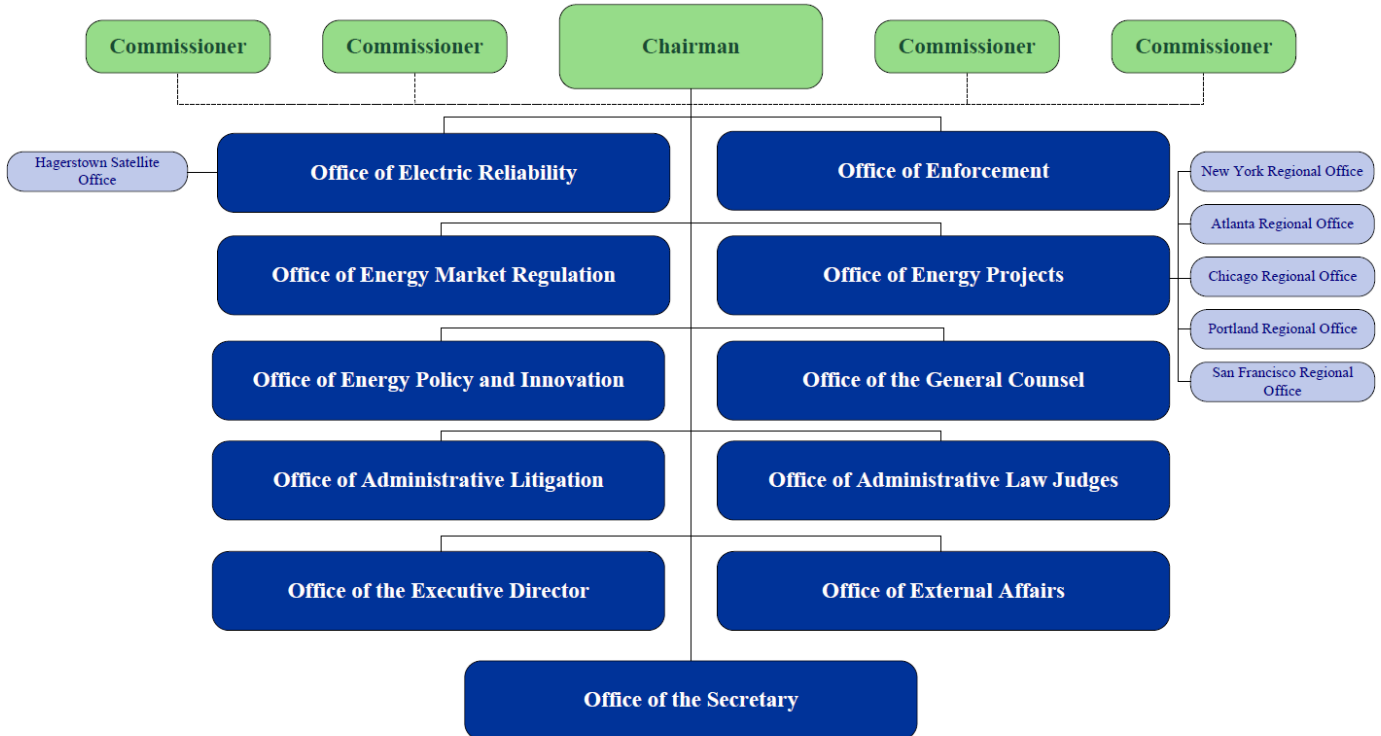 Commissioner
Commissioner
Chairman
Commissioner
Commissioner
Hagerstown Satellite
Office
Office of Electric Reliability
Office of Enforcement
New York Regional Office
Atlanta Regional Office
Office of Energy Market Regulation
Office of Energy Projects
Chicago Regional Office
Portland Regional Office
Office of Energy Policy and Innovation
Office of the General Counsel
San Francisco Regional
Office
Office of Administrative Litigation
Office of Administrative Law Judges
Office of the Executive Director
Office of External Affairs
Office of the Secretary